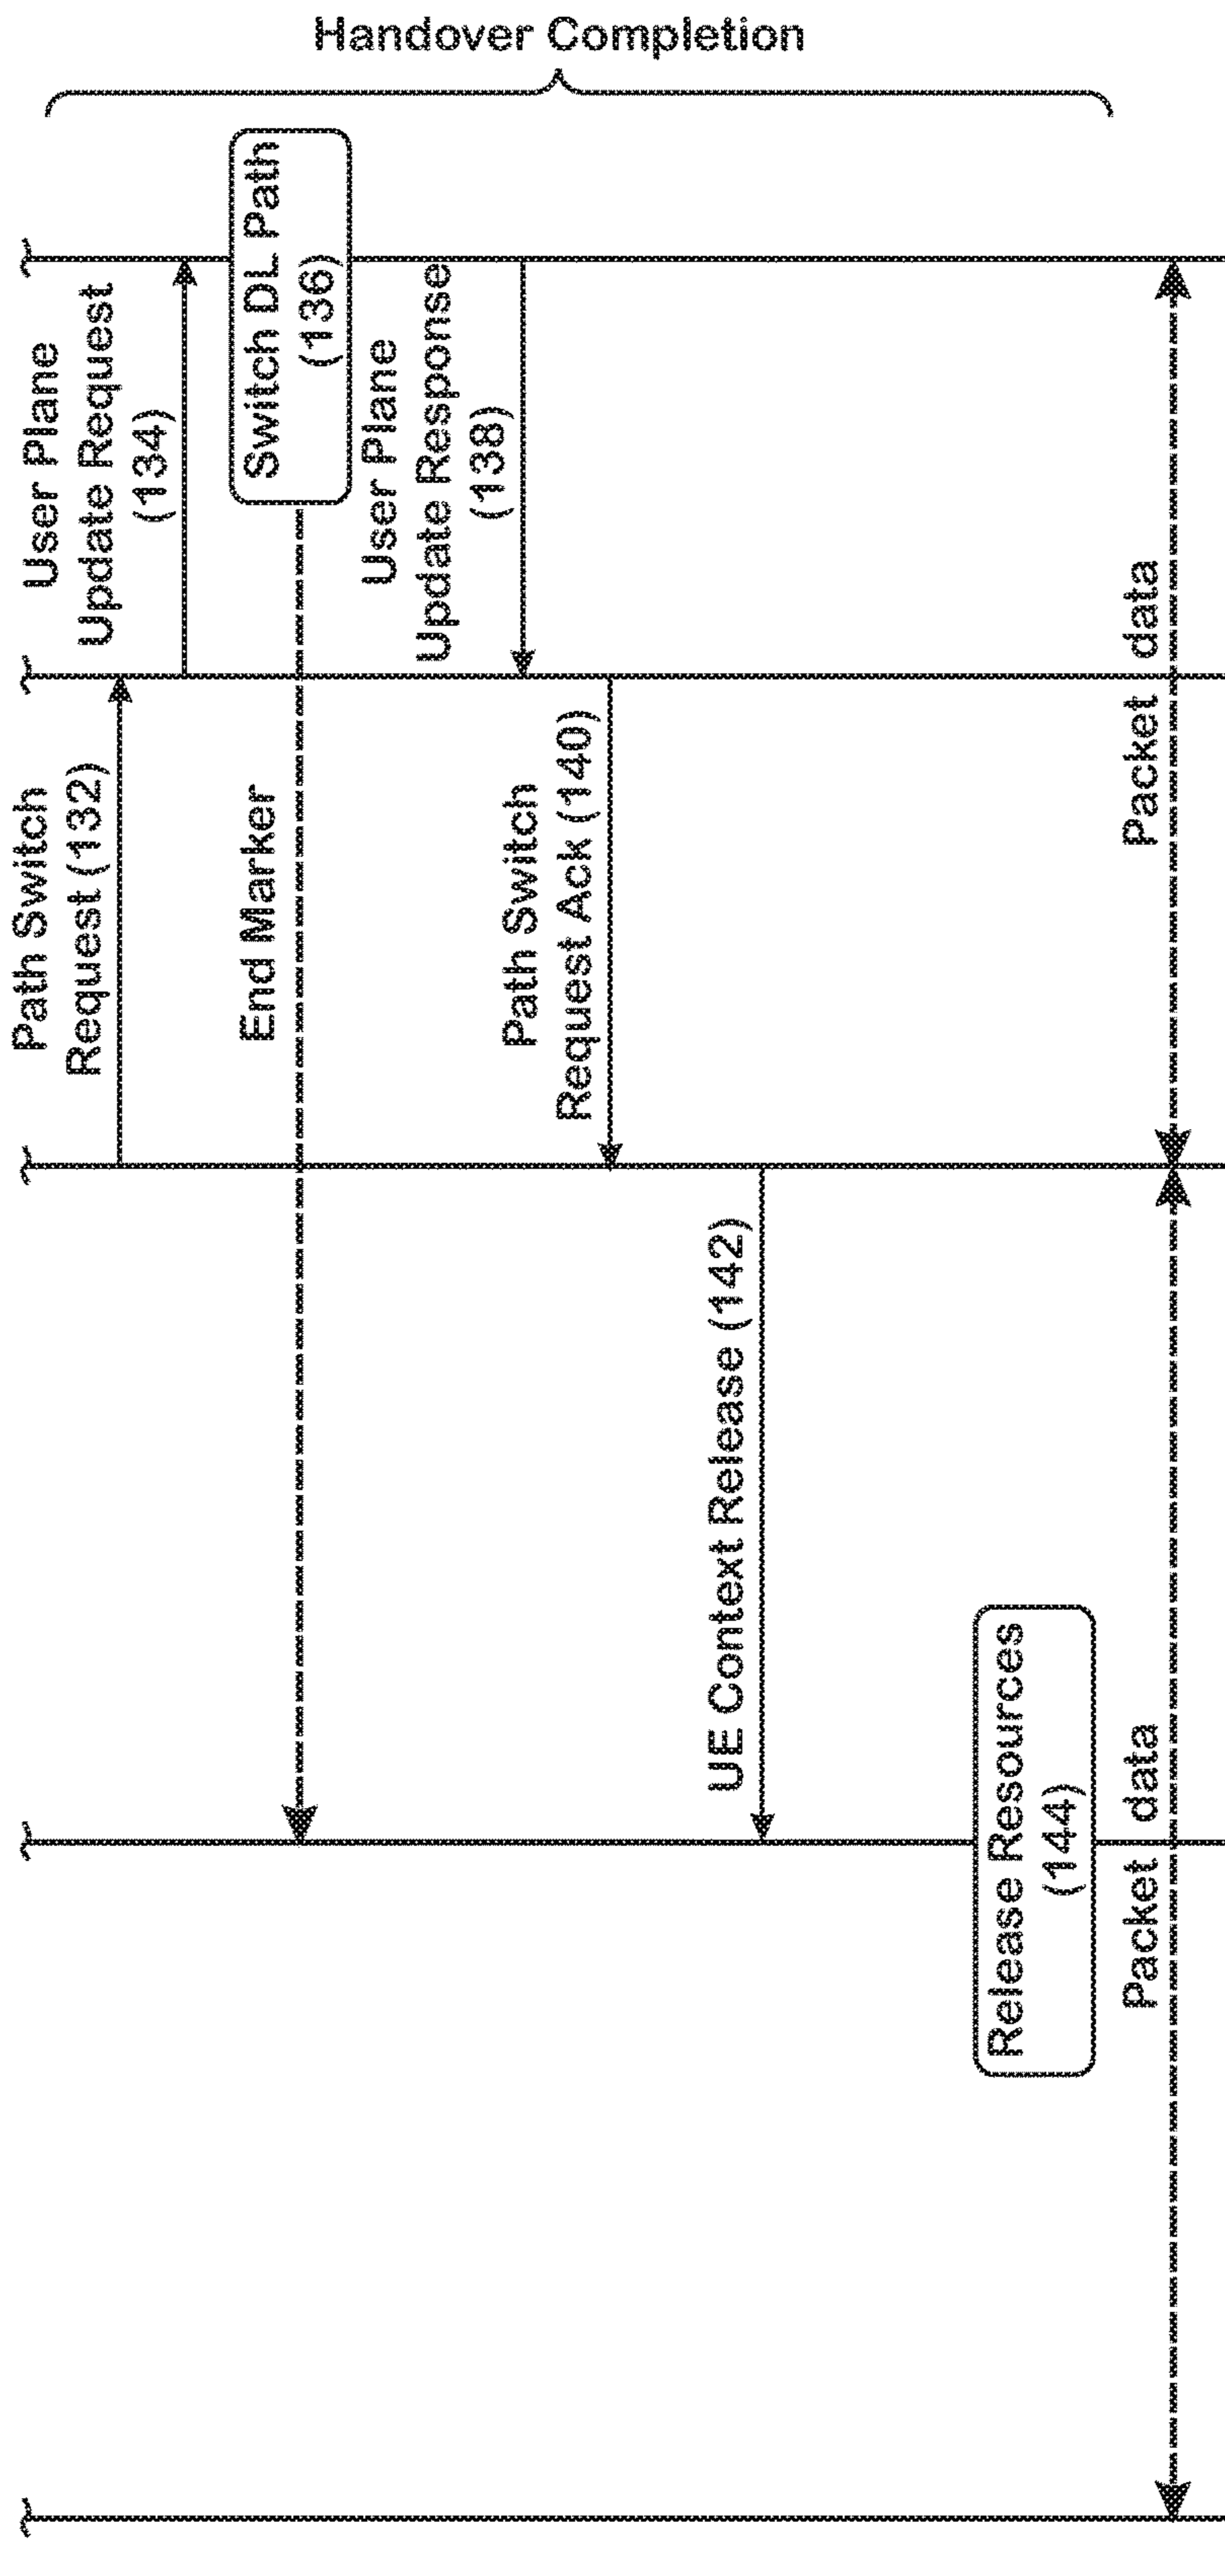 Handover Completion
Path Switch
Request (132)
User Plane
Update Request
(134)
Switch DL Path
(136)
End Marker
User Plane
Update Response
(138)
Path Switch
Request Ack (140)
UE Context Release (142)
Release Resources
(144)
Packet data
Packet data